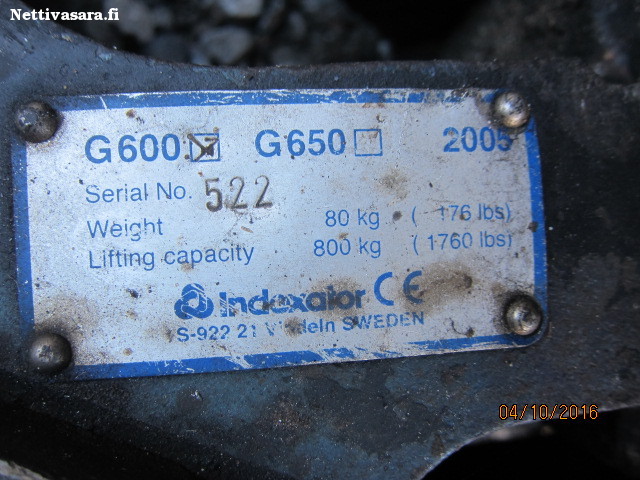 Nettivasara.fi
G600 G650 2005
Serial No. 522
Weight 80 kg ( 176 lbs)
Lifting capacity 800 kg ( 1760 lbs)
Indexator CE
S-922 21 SWEDEN
04/10/2016